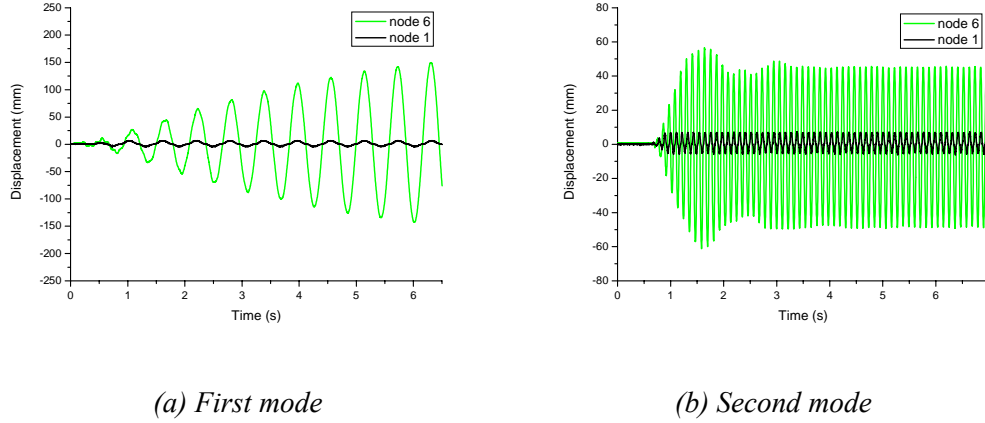 250
200
150
100
50
0
-50
-100
-150
-200
-250
Displacement (mm)
0 1 2 3 4 5 6
Time (s)
node 6
node 1
(a) First mode
80
60
40
20
0
-20
-40
-60
-80
Displacement (mm)
0 1 2 3 4 5 6
Time (s)
node 6
node 1
(b) Second mode